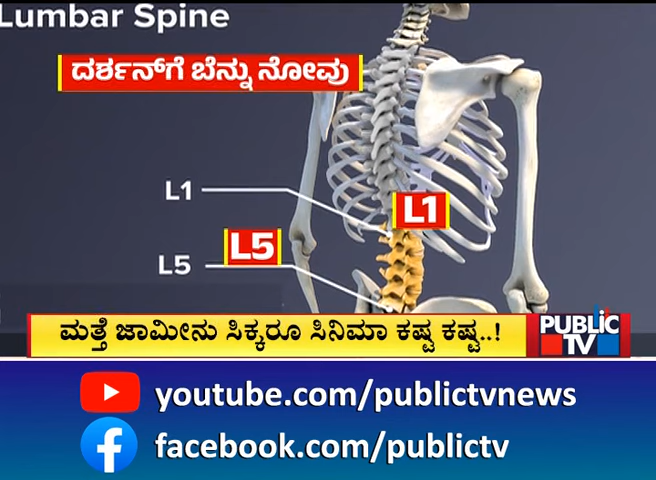 Lumbar Spine
ದರ್ಶನ್‌ಗೆ ಬೆನ್ನು ನೋವು
L1
L1
L5
L5
ಮತ್ತೆ ಜಾಮೀನು ಸಿಕ್ಕರೂ ಸಿನಿಮಾ ಕಷ್ಟ ಕಷ್ಟ..!
PUBLiC
TV
youtube.com/publictvnews
facebook.com/publictv